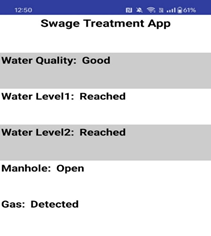 12:50
61%
Swage Treatment App
Water Quality: Good
Water Level1: Reached
Water Level2: Reached
Manhole: Open
Gas: Detected